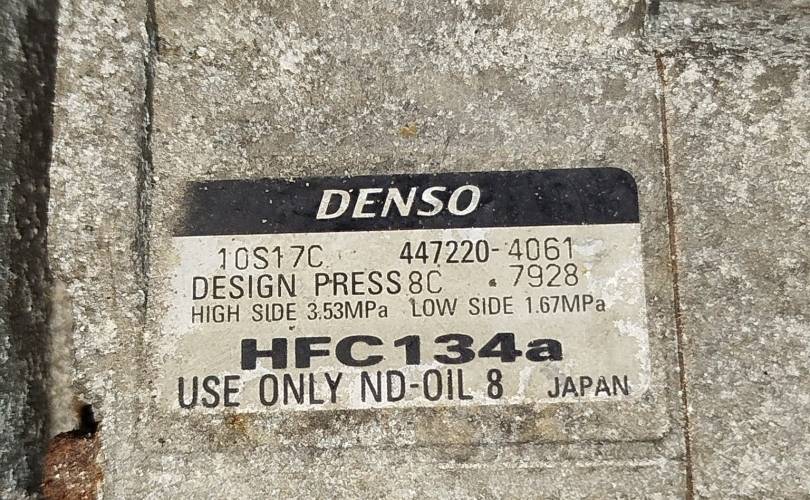 DENSO
10S17C 447220-4061
DESIGN PRESS 8C . 7928
HIGH SIDE 3.53MPa LOW SIDE 1.67MPa
HFC134a
USE ONLY ND-OIL 8 JAPAN